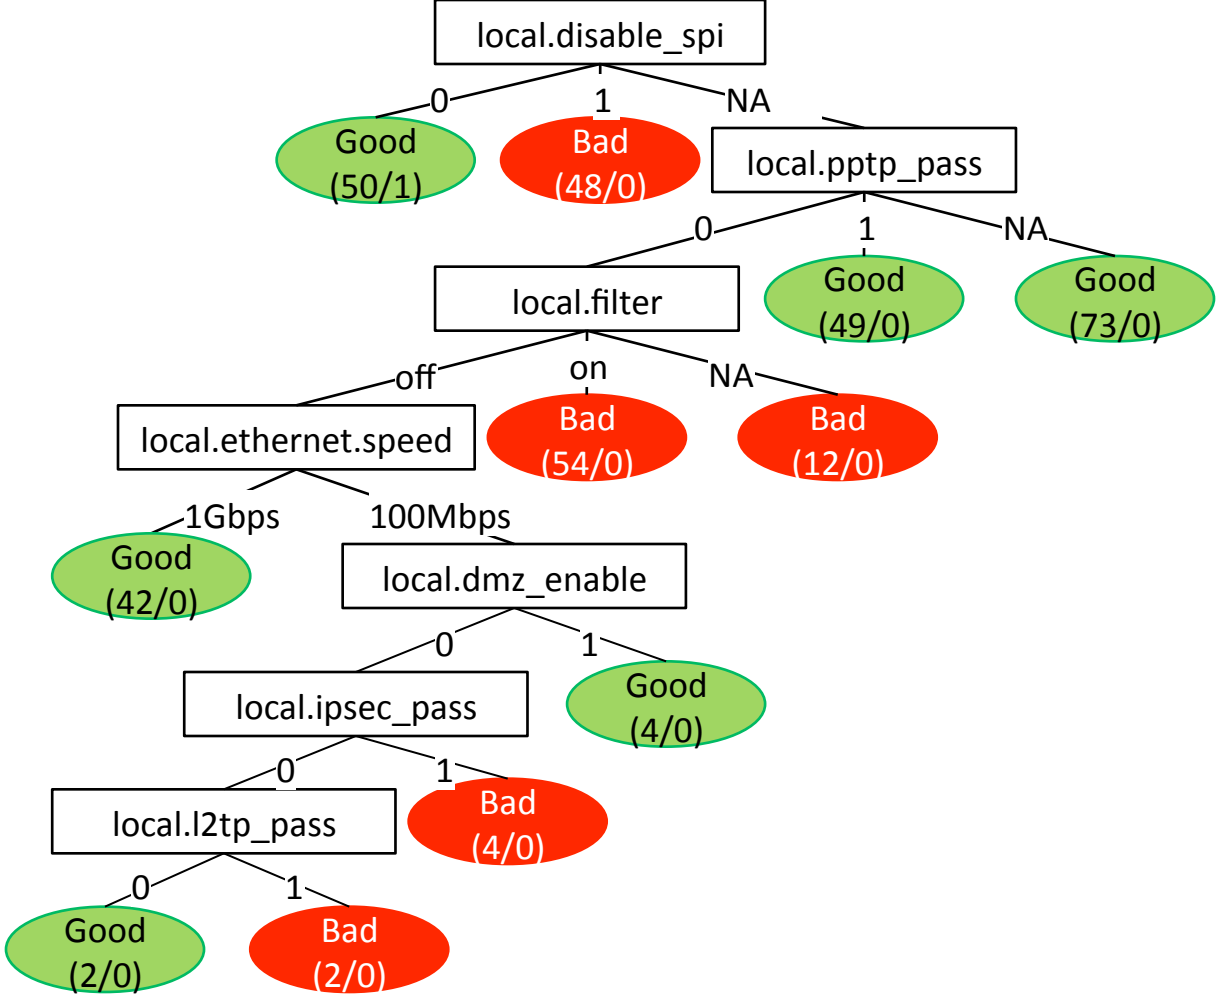 local.disable_spi
0
1
NA
Good
(50/1)
Bad
(48/0)
local.pptp_pass
0
1
NA
local.filter
Good
(49/0)
Good
(73/0)
off
on
NA
local.ethernet.speed
Bad
(54/0)
Bad
(12/0)
1Gbps
100Mbps
Good
(42/0)
local.dmz_enable
0
1
local.ipsec_pass
Good
(4/0)
0
1
local.l2tp_pass
Bad
(4/0)
0
1
Good
(2/0)
Bad
(2/0)